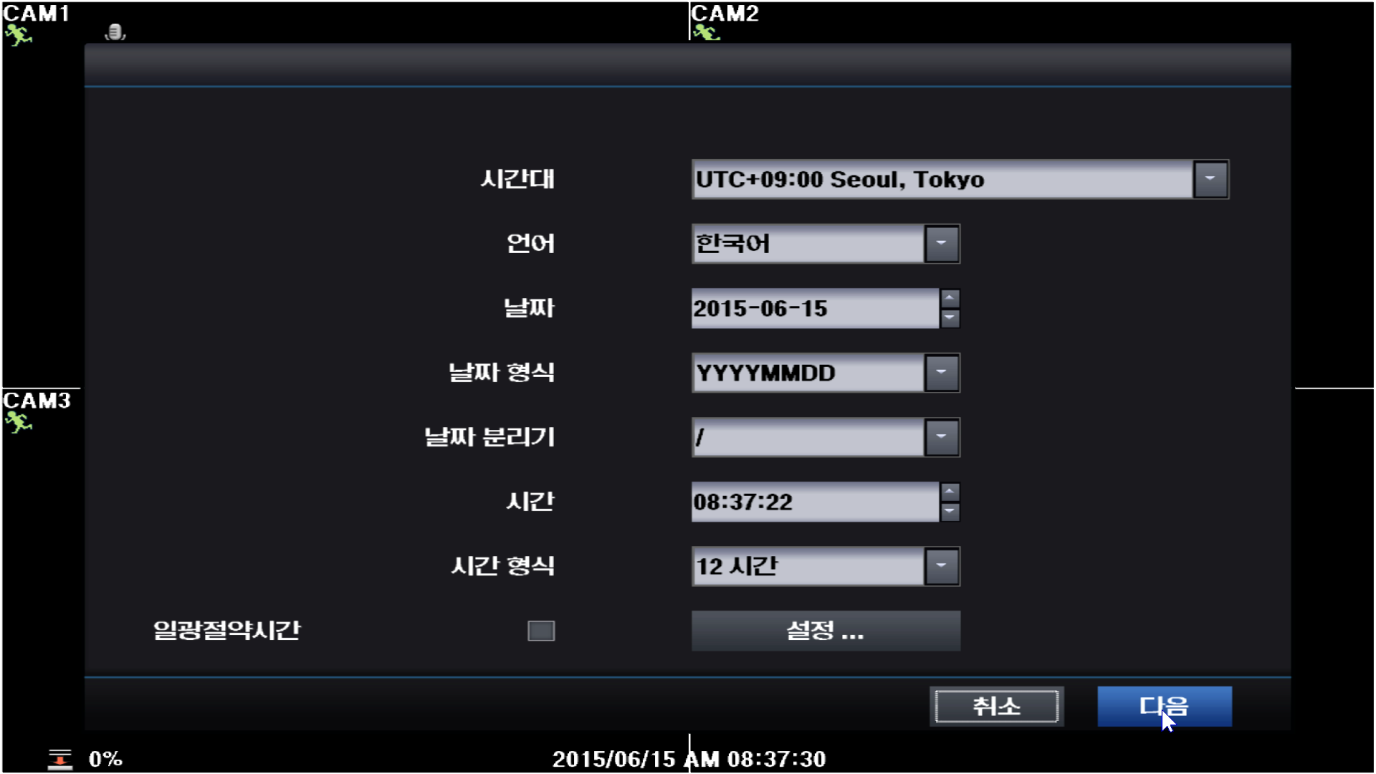 CAM1
CAM2
시간대 UTC+09:00 Seoul, Tokyo
언어 한국어
날짜 2015-06-15
날짜 형식 YYYYMMDD
CAM3
날짜 분리기 /
시간 08:37:22
시간 형식 12 시간
일광절약시간 설정 ...
취소 다음
0% 2015/06/15 AM 08:37:30